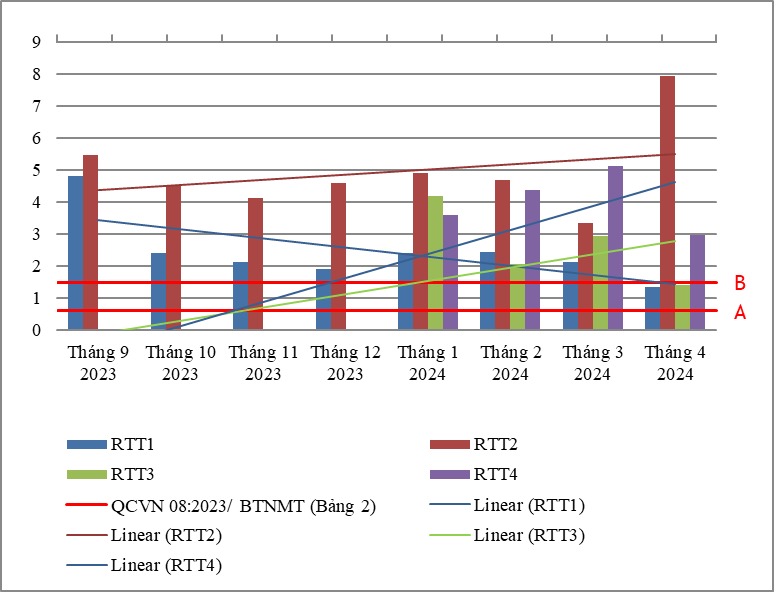 9
8
7
6
5
4
3
2
1
0
B
A
Tháng 9 2023
Tháng 10 2023
Tháng 11 2023
Tháng 12 2023
Tháng 1 2024
Tháng 2 2024
Tháng 3 2024
Tháng 4 2024
RTT1
RTT2
RTT3
RTT4
QCVN 08:2023/ BTNMT (Bảng 2)
Linear (RTT1)
Linear (RTT2)
Linear (RTT3)
Linear (RTT4)